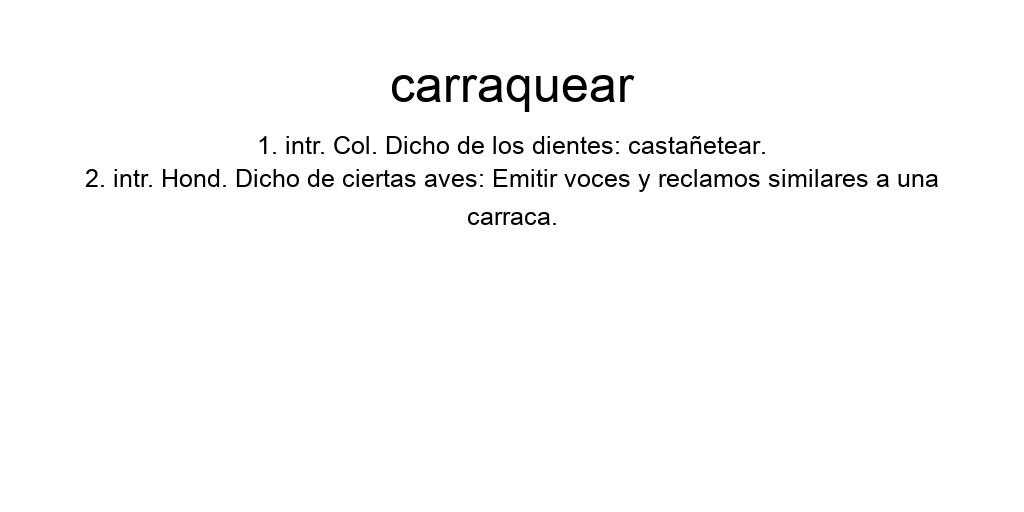 carraquear
1. intr. Col. Dicho de los dientes: castañetear.
2. intr. Hond. Dicho de ciertas aves: Emitir voces y reclamos similares a una
carraca.